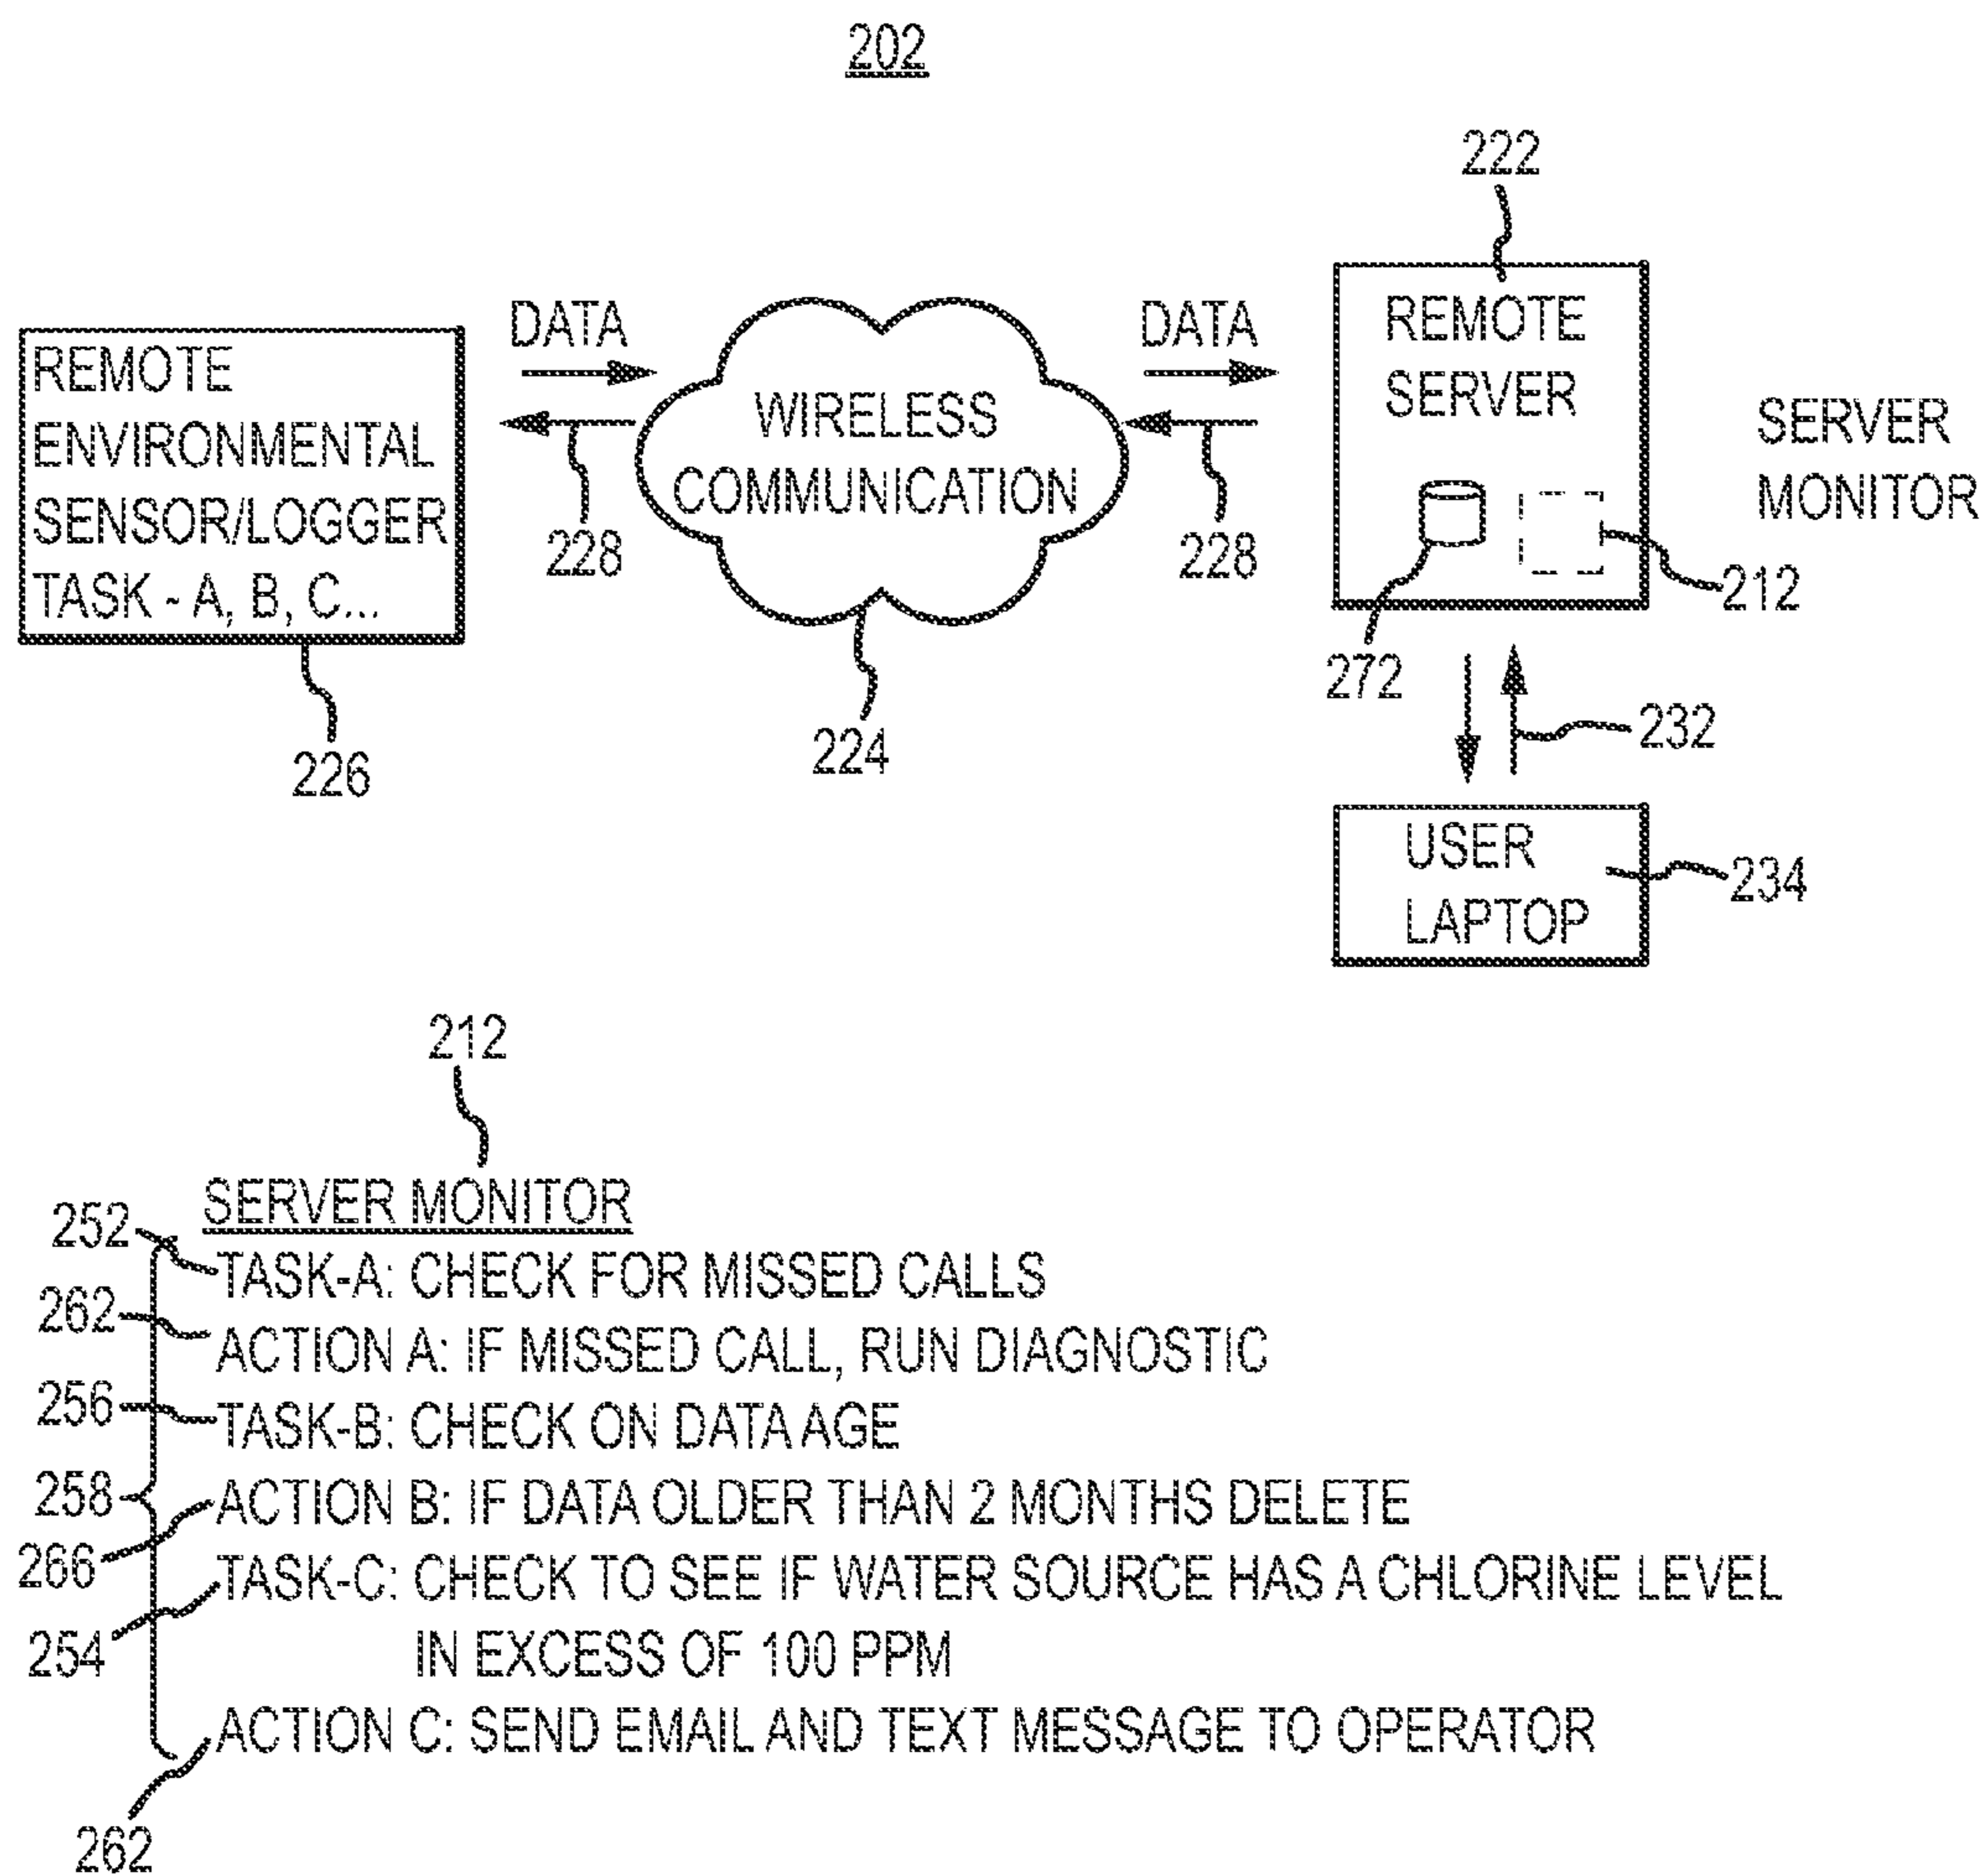 202
222
REMOTE
ENVIRONMENTAL
SENSOR/LOGGER
TASK - A, B, C...
226
DATA
228
WIRELESS
COMMUNICATION
224
DATA
228
REMOTE
SERVER
272
212
SERVER
MONITOR
232
USER
LAPTOP
234
212
SERVER MONITOR
252
TASK-A: CHECK FOR MISSED CALLS
262
ACTION A: IF MISSED CALL, RUN DIAGNOSTIC
256
TASK-B: CHECK ON DATA AGE
258
ACTION B: IF DATA OLDER THAN 2 MONTHS DELETE
266
TASK-C: CHECK TO SEE IF WATER SOURCE HAS A CHLORINE LEVEL
254
IN EXCESS OF 100 PPM
ACTION C: SEND EMAIL AND TEXT MESSAGE TO OPERATOR
262